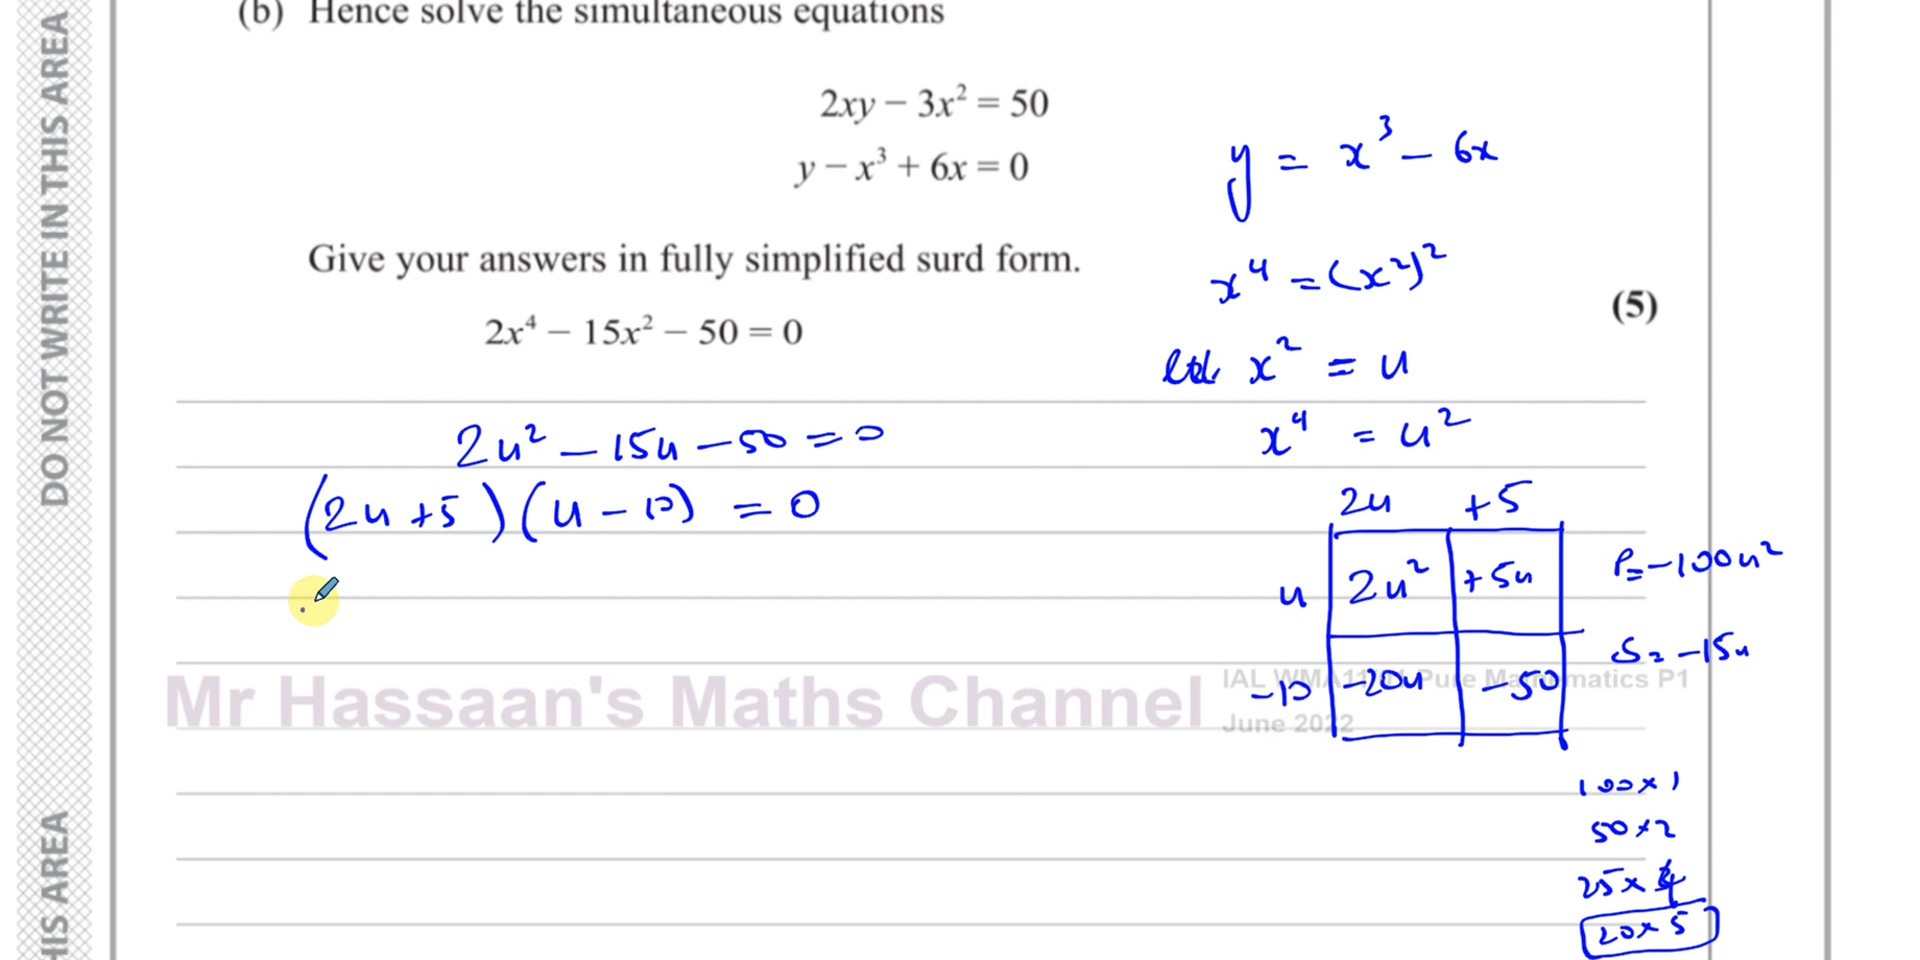 (b) Hence solve the simultaneous equations
2xy − 3x² = 50
y − x³ + 6x = 0
y = x³ − 6x
Give your answers in fully simplified surd form.
x⁴ = (x²)²
(5)
2x⁴ − 15x² − 50 = 0
let x² = u
x⁴ = u²
2u² − 15u − 50 = 0
(2u + 5)(u − 10) = 0
2u +5
u 2u² +5u
−10 −20u −50
P = −100u²
S = −15u
Mr Hassaan's Maths Channel
IAL WMA11/01 Pure Mathematics P1
June 2022
100 × 1
50 × 2
25 × 4
20 × 5
DO NOT WRITE IN THIS AREA
HIS AREA